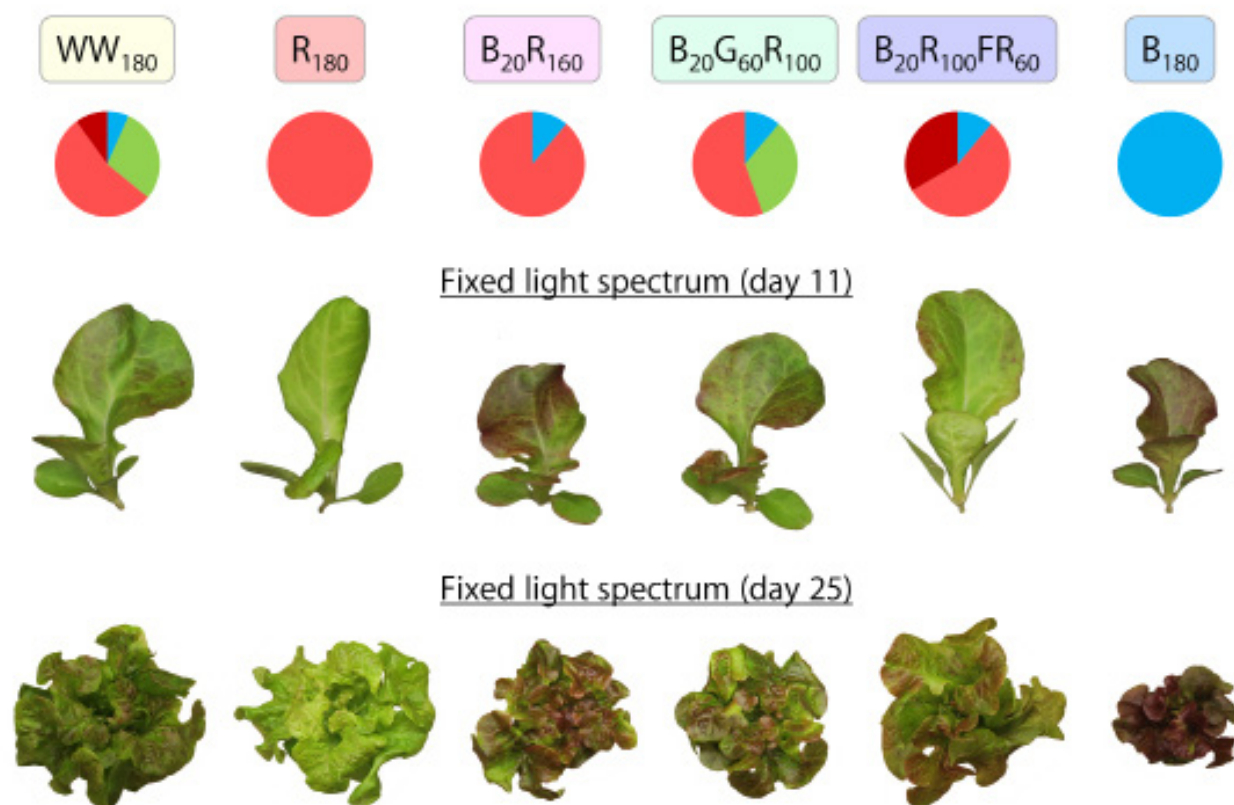 WW₁₈₀ R₁₈₀ B₂₀R₁₆₀ B₂₀G₆₀R₁₀₀ B₂₀R₁₀₀FR₆₀ B₁₈₀
Fixed light spectrum (day 11)
Fixed light spectrum (day 25)